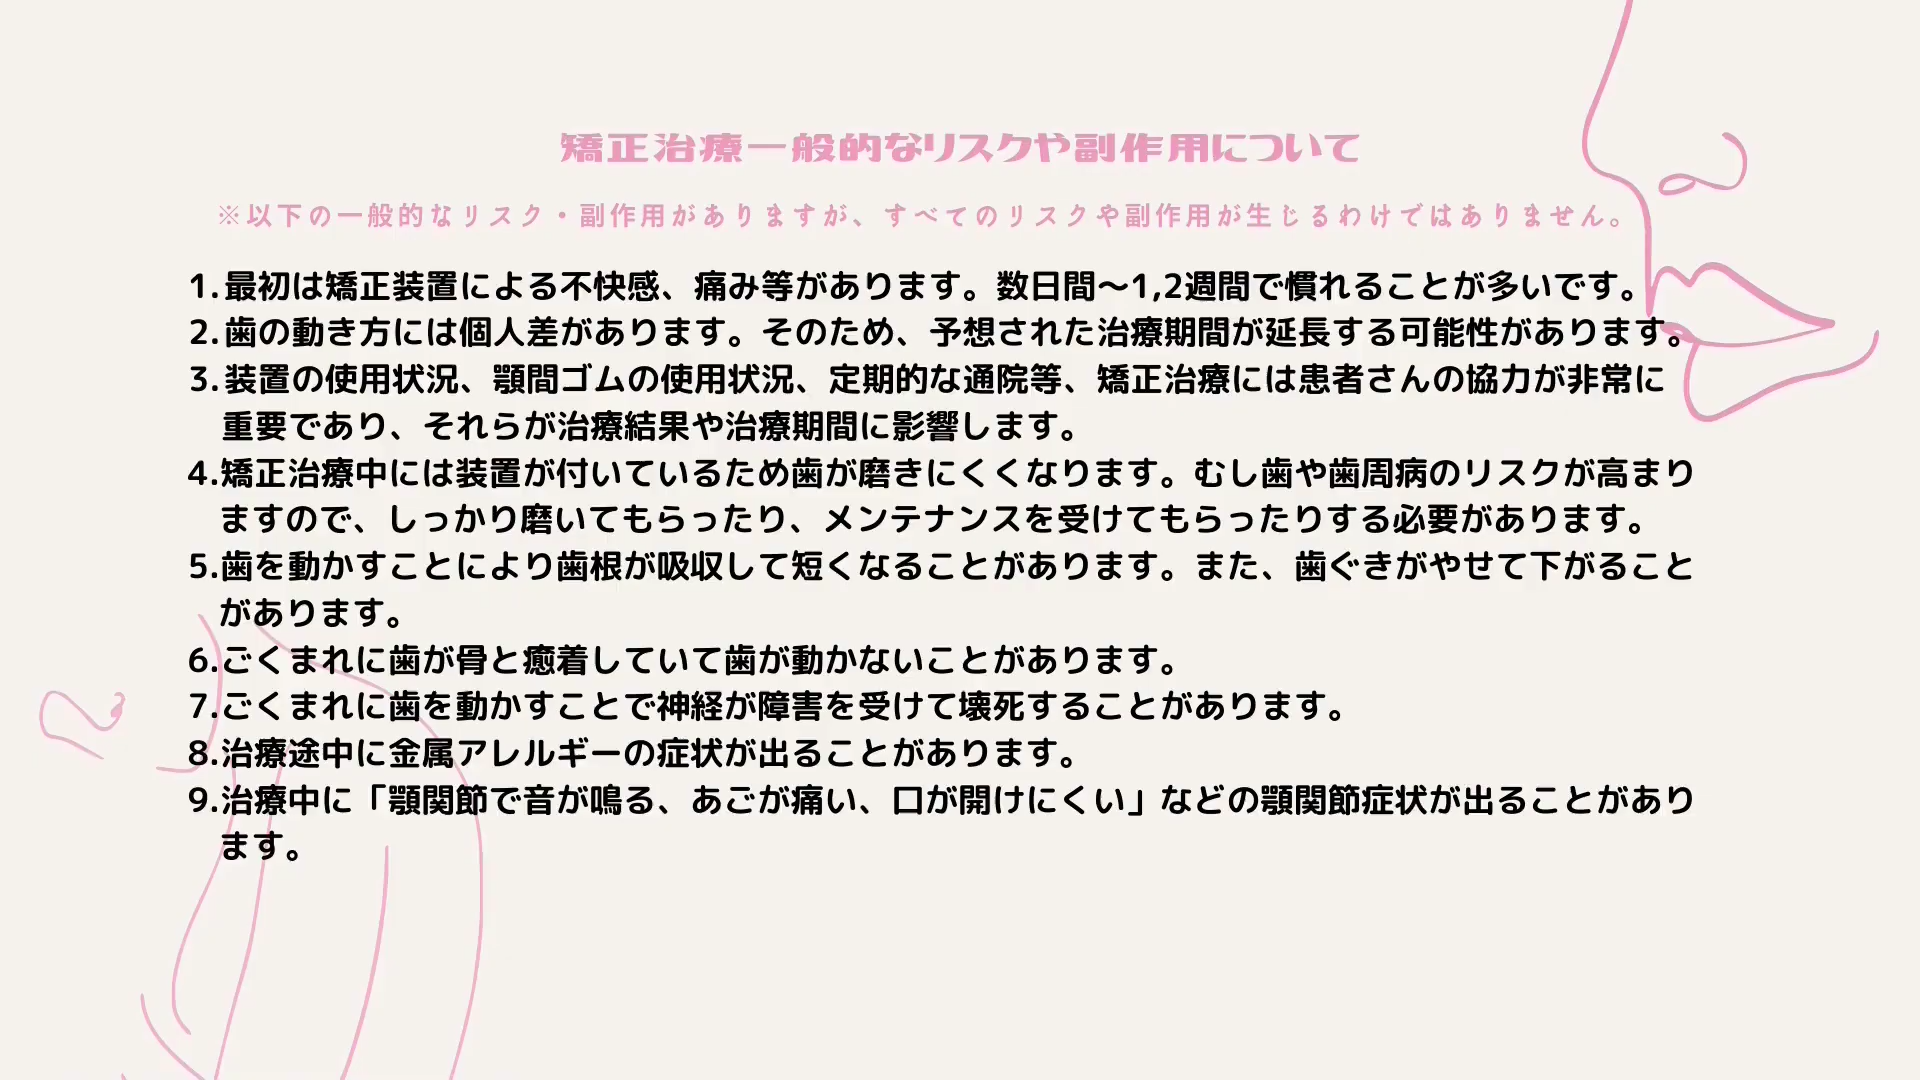 矯正治療一般的なリスクや副作用について
※以下の一般的なリスク・副作用がありますが、すべてのリスクや副作用が生じるわけではありません。
1.最初は矯正装置による不快感、痛み等があります。数日間〜1,2週間で慣れることが多いです。
2.歯の動き方には個人差があります。そのため、予想された治療期間が延長する可能性があります。
3.装置の使用状況、顎間ゴムの使用状況、定期的な通院等、矯正治療には患者さんの協力が非常に
重要であり、それらが治療結果や治療期間に影響します。
4.矯正治療中には装置が付いているため歯が磨きにくくなります。むし歯や歯周病のリスクが高まり
ますので、しっかり磨いてもらったり、メンテナンスを受けてもらったりする必要があります。
5.歯を動かすことにより歯根が吸収して短くなることがあります。また、歯ぐきがやせて下がること
があります。
6.ごくまれに歯が骨と癒着していて歯が動かないことがあります。
7.ごくまれに歯を動かすことで神経が障害を受けて壊死することがあります。
8.治療途中に金属アレルギーの症状が出ることがあります。
9.治療中に「顎関節で音が鳴る、あごが痛い、口が開けにくい」などの顎関節症状が出ることがあり
ます。